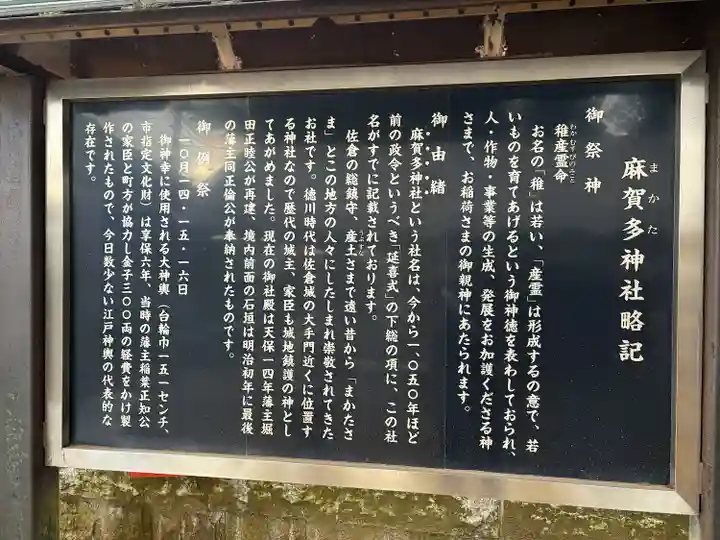 麻賀多神社略記
まかた
御祭神
稚産霊命
わかむすびのみこと
お名の「稚」は若い、「産霊」は形成するの意で、若
いものを育てあげるという御神徳を表わしておられ、
人・作物・事業等の生成、発展をお加護くださる神
さまで、お稲荷さまの御親神にあたられます。
御由緒
麻賀多神社という社名は、今から一、〇五〇年ほど
前の政令というべき「延喜式」の下総の項に、この社
名がすでに記載されております。
佐倉の総鎮守、産土さまで遠い昔から「まかたさ
うぶすな
ま」とこの地方の人々にしたしまれ崇敬されてきた
お社です。徳川時代は佐倉城の大手門近くに位置す
る神社なので歴代の城主、家臣も城地鎮護の神とし
てあがめました。現在の御社殿は天保一四年藩主堀
田正睦公が再建、境内前面の石垣は明治初年に最後
の藩主同正倫公が奉納されたものです。
御例祭
一〇月一四・一五・一六日
御神幸に使用される大神輿（台輪巾一五一センチ、
市指定文化財）は享保六年、当時の藩主稲葉正知公
の家臣と町方が協力し金子三〇〇両の経費をかけ製
作されたもので、今日数少ない江戸神輿の代表的な
存在です。